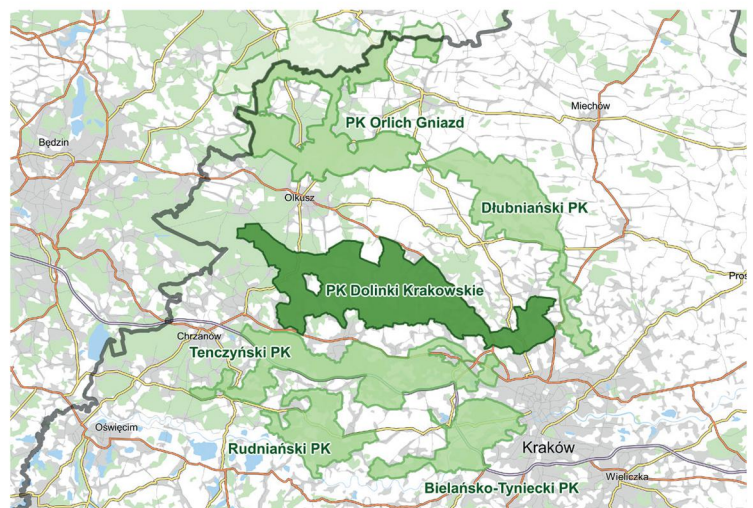 Miechów
PK Orlich Gniazd
Będzin
Olkusz
Dłubniański PK
PK Dolinki Krakowskie
Chrzanów
Tenczyński PK
Oświęcim
Rudniański PK
Kraków
Wieliczka
Bielańsko-Tyniecki PK